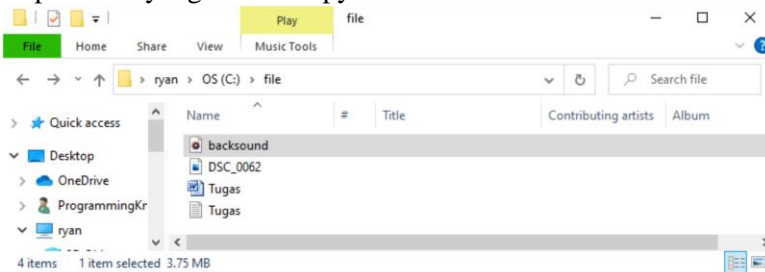 Play file
File Home Share View Music Tools
ryan > OS (C:) > file Search file
Name # Title Contributing artists Album
Quick access
backsound
Desktop
DSC_0062
OneDrive
Tugas
ProgrammingKr
Tugas
ryan
4 items 1 item selected 3.75 MB